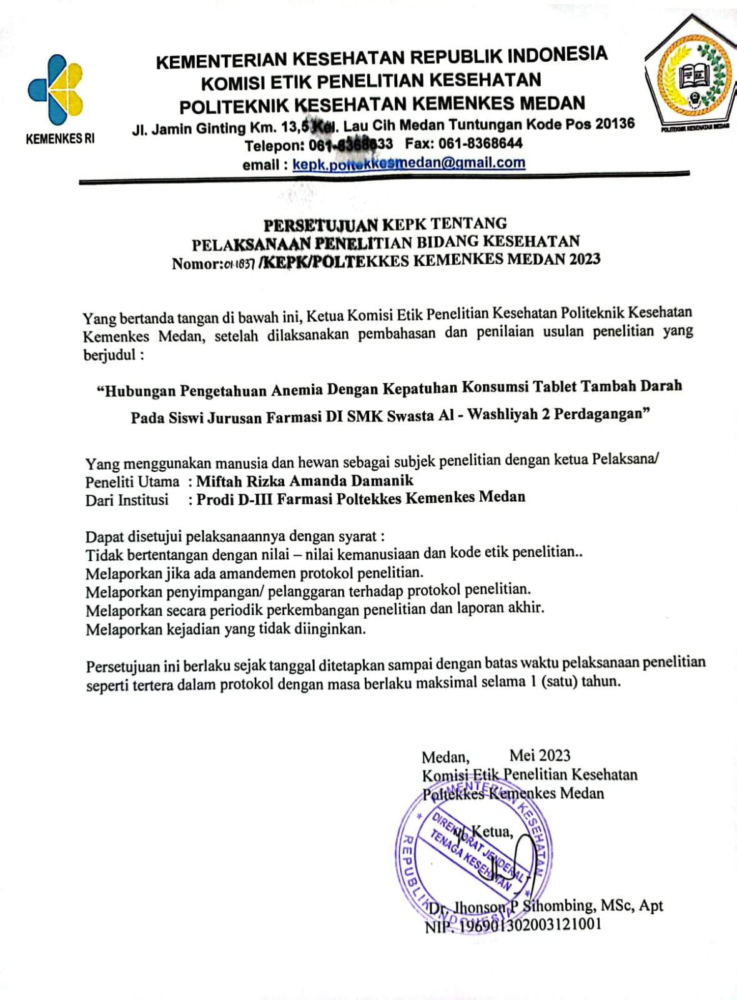 KEMENTERIAN KESEHATAN REPUBLIK INDONESIA
KOMISI ETIK PENELITIAN KESEHATAN
POLITEKNIK KESEHATAN KEMENKES MEDAN
Jl. Jamin Ginting Km. 13,5 Kel. Lau Cih Medan Tuntungan Kode Pos 20136
Telepon: 061-8368633 Fax: 061-8368644
email : kepk.poltekkesmedan@gmail.com
KEMENKES RI
POLITEKNIK KESEHATAN MEDAN
PERSETUJUAN KEPK TENTANG
PELAKSANAAN PENELITIAN BIDANG KESEHATAN
Nomor:01.1837/KEPK/POLTEKKES KEMENKES MEDAN 2023
Yang bertanda tangan di bawah ini, Ketua Komisi Etik Penelitian Kesehatan Politeknik Kesehatan
Kemenkes Medan, setelah dilaksanakan pembahasan dan penilaian usulan penelitian yang
berjudul :
“Hubungan Pengetahuan Anemia Dengan Kepatuhan Konsumsi Tablet Tambah Darah
Pada Siswi Jurusan Farmasi DI SMK Swasta Al - Washliyah 2 Perdagangan”
Yang menggunakan manusia dan hewan sebagai subjek penelitian dengan ketua Pelaksana/
Peneliti Utama : Miftah Rizka Amanda Damanik
Dari Institusi : Prodi D-III Farmasi Poltekkes Kemenkes Medan
Dapat disetujui pelaksanaannya dengan syarat :
Tidak bertentangan dengan nilai – nilai kemanusiaan dan kode etik penelitian..
Melaporkan jika ada amandemen protokol penelitian.
Melaporkan penyimpangan/ pelanggaran terhadap protokol penelitian.
Melaporkan secara periodik perkembangan penelitian dan laporan akhir.
Melaporkan kejadian yang tidak diinginkan.
Persetujuan ini berlaku sejak tanggal ditetapkan sampai dengan batas waktu pelaksanaan penelitian
seperti tertera dalam protokol dengan masa berlaku maksimal selama 1 (satu) tahun.
Medan, Mei 2023
Komisi Etik Penelitian Kesehatan
Poltekkes Kemenkes Medan
Ketua,
KEMENTERIAN KESEHATAN
REPUBLIK INDONESIA
DIREKTORAT JENDERAL
TENAGA KESEHATAN
Dr. Jhonson P Sihombing, MSc, Apt
NIP. 196901302003121001